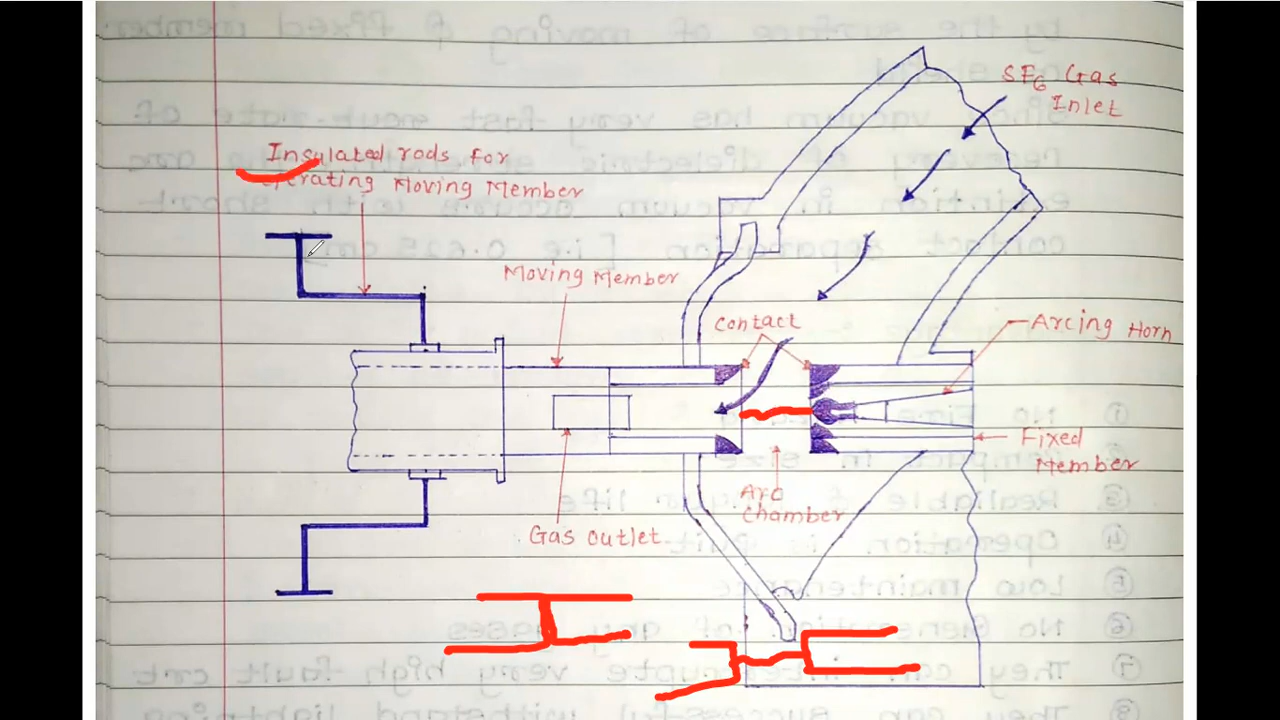 SF6 Gas
Inlet
Insulated rods for
Operating Moving Member
Moving Member
Contact
Arcing Horn
Fixed
Member
Arc
Chamber
Gas outlet